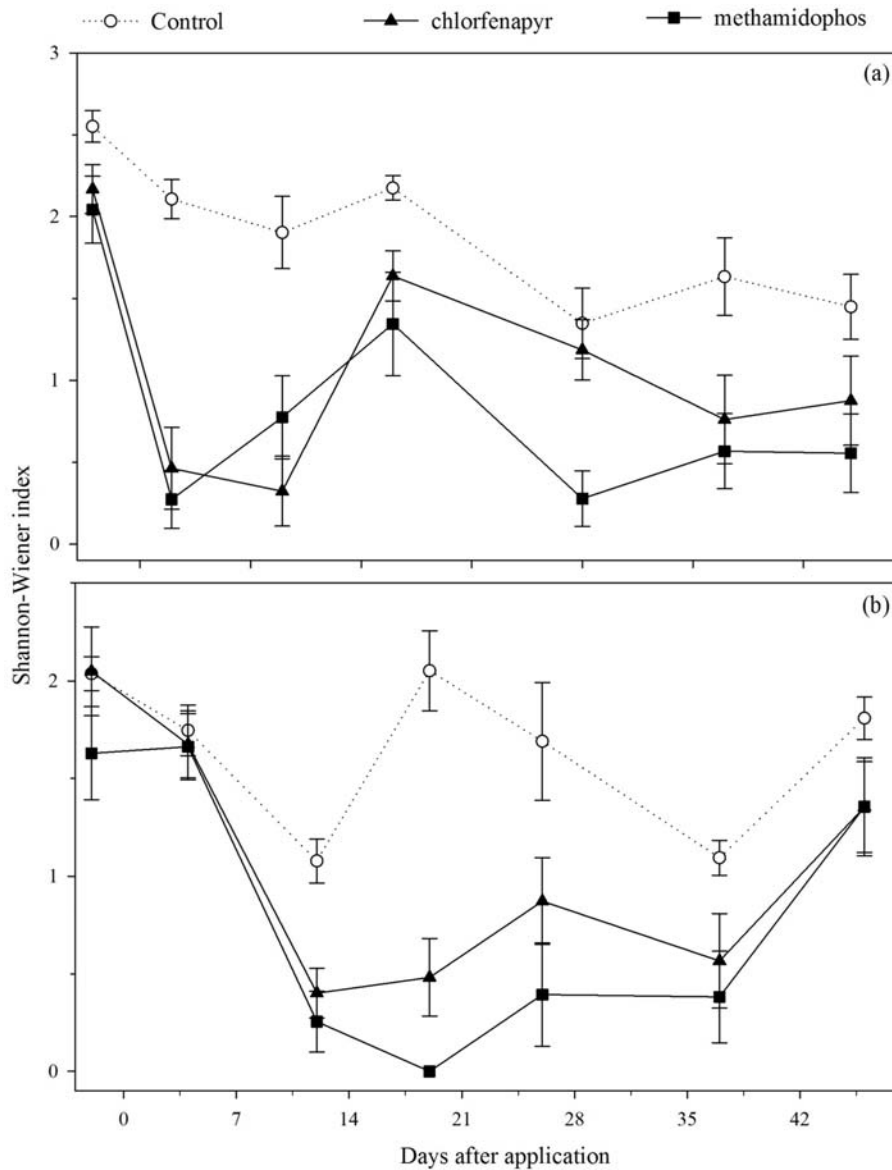 Control chlorfenapyr methamidophos
3
(a)
2
1
0
(b)
2
1
0
Shannon-Wiener index
0 7 14 21 28 35 42
Days after application